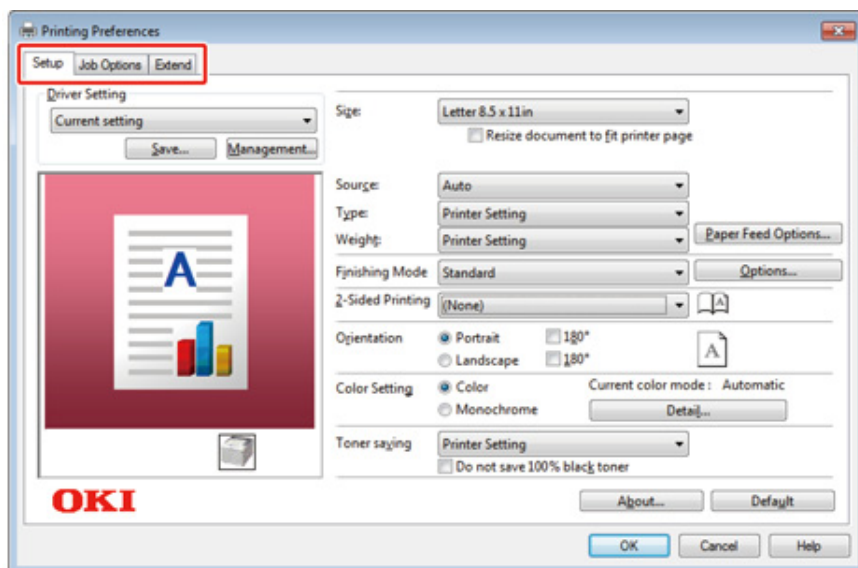 Printing Preferences
Setup Job Options Extend
Driver Setting
Current setting
Save... Management...
A
OKI
Size: Letter 8.5 x 11in
Resize document to fit printer page
Source: Auto
Type: Printer Setting
Weight: Printer Setting Paper Feed Options...
Finishing Mode Standard Options...
2-Sided Printing (None) A
Orientation Portrait 180°
Landscape 180° A
Color Setting Color Current color mode : Automatic
Monochrome Detail...
Toner saving Printer Setting
Do not save 100% black toner
About... Default
OK Cancel Help